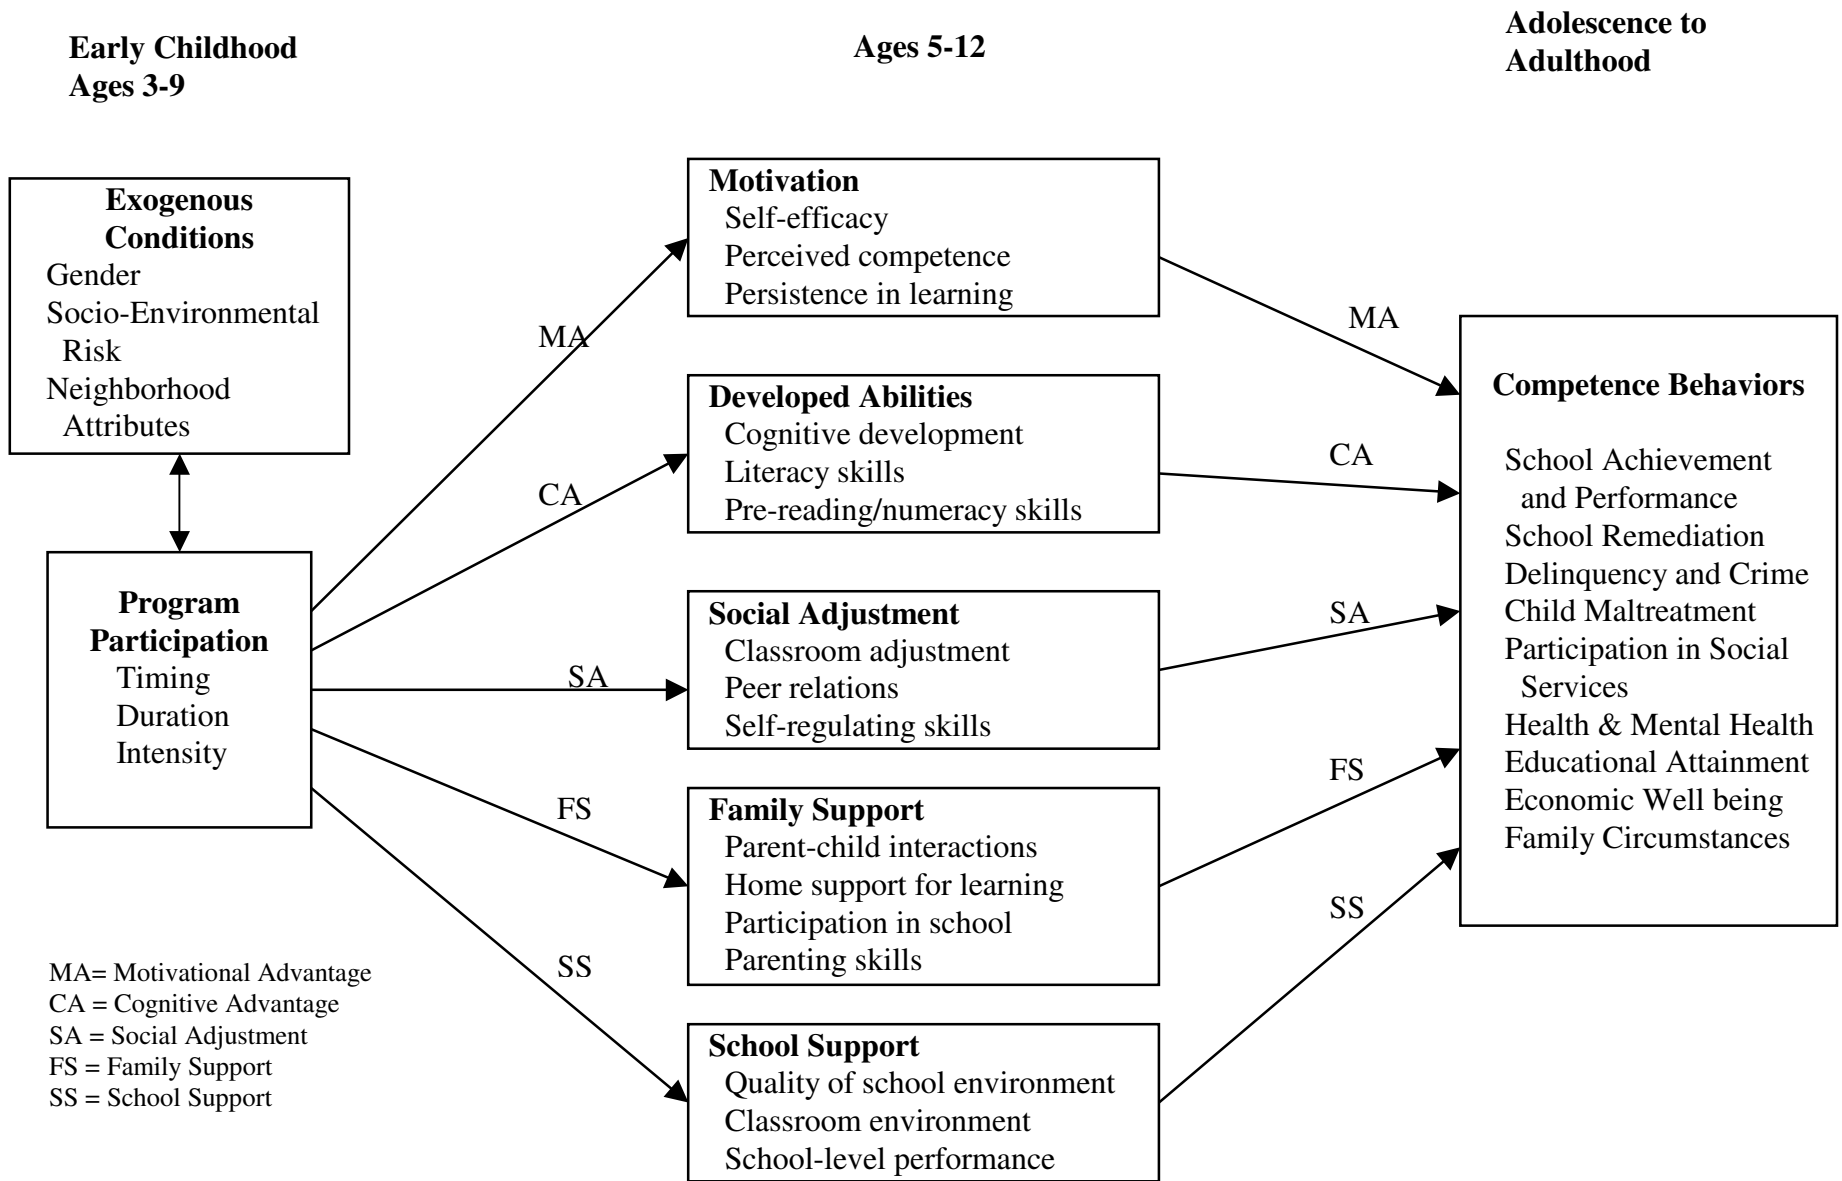 Early Childhood
Ages 3-9
Ages 5-12
Adolescence to
Adulthood
Exogenous
Conditions
Gender
Socio-Environmental
Risk
Neighborhood
Attributes
Program
Participation
Timing
Duration
Intensity
MA= Motivational Advantage
CA = Cognitive Advantage
SA = Social Adjustment
FS = Family Support
SS = School Support
MA
CA
SA
FS
SS
Motivation
Self-efficacy
Perceived competence
Persistence in learning
Developed Abilities
Cognitive development
Literacy skills
Pre-reading/numeracy skills
Social Adjustment
Classroom adjustment
Peer relations
Self-regulating skills
Family Support
Parent-child interactions
Home support for learning
Participation in school
Parenting skills
School Support
Quality of school environment
Classroom environment
School-level performance
MA
CA
SA
FS
SS
Competence Behaviors
School Achievement
and Performance
School Remediation
Delinquency and Crime
Child Maltreatment
Participation in Social
Services
Health & Mental Health
Educational Attainment
Economic Well being
Family Circumstances